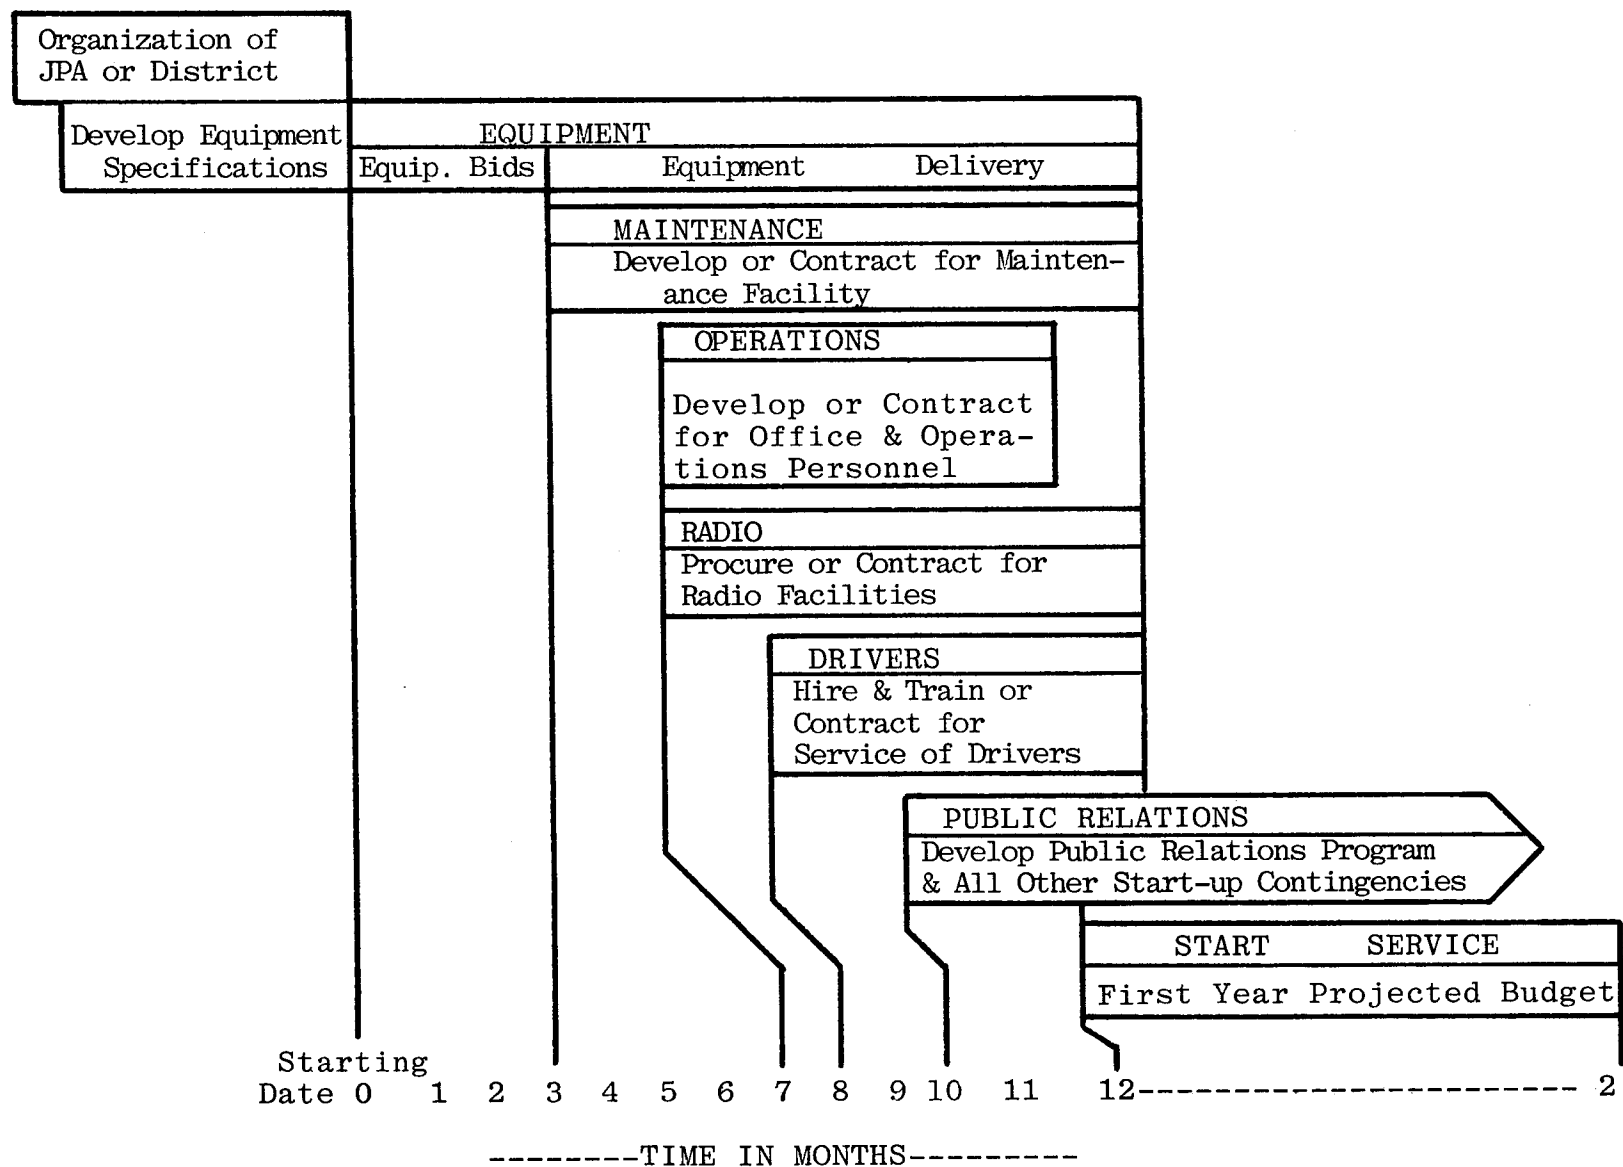 Organization of
JPA or District
Develop Equipment
Specifications
EQUIPMENT
Equip. Bids
Equipment Delivery
MAINTENANCE
Develop or Contract for Mainten-
ance Facility
OPERATIONS
Develop or Contract
for Office & Opera-
tions Personnel
RADIO
Procure or Contract for
Radio Facilities
DRIVERS
Hire & Train or
Contract for
Service of Drivers
PUBLIC RELATIONS
Develop Public Relations Program
& All Other Start-up Contingencies
START SERVICE
First Year Projected Budget
Starting
Date 0 1 2 3 4 5 6 7 8 9 10 11 12----------------------- 2
--------TIME IN MONTHS---------